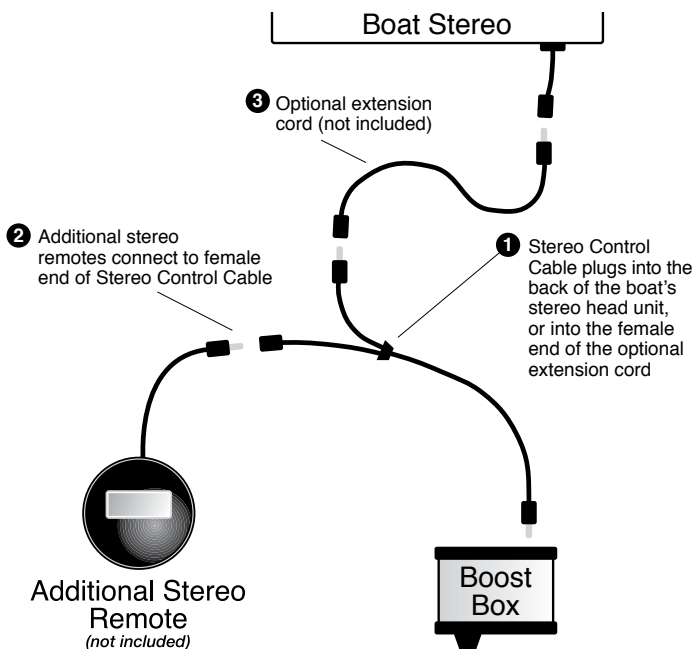 Boat Stereo
3 Optional extension
cord (not included)
2 Additional stereo
remotes connect to female
end of Stereo Control Cable
1 Stereo Control
Cable plugs into the
back of the boat’s
stereo head unit,
or into the female
end of the optional
extension cord
Additional Stereo
Remote
(not included)
Boost
Box